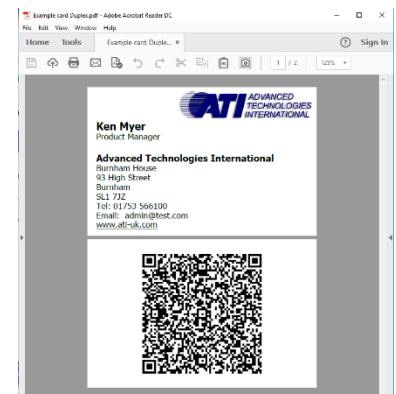 Example card Duplex.pdf - Adobe Acrobat Reader DC
File Edit View Window Help
Home Tools Example card Duple... × Sign In
1 / 2 125%
ATI ADVANCED
TECHNOLOGIES
INTERNATIONAL
Ken Myer
Product Manager
Advanced Technologies International
Burnham House
93 High Street
Burnham
SL1 7JZ
Tel: 01753 566100
Email: admin@test.com
www.ati-uk.com